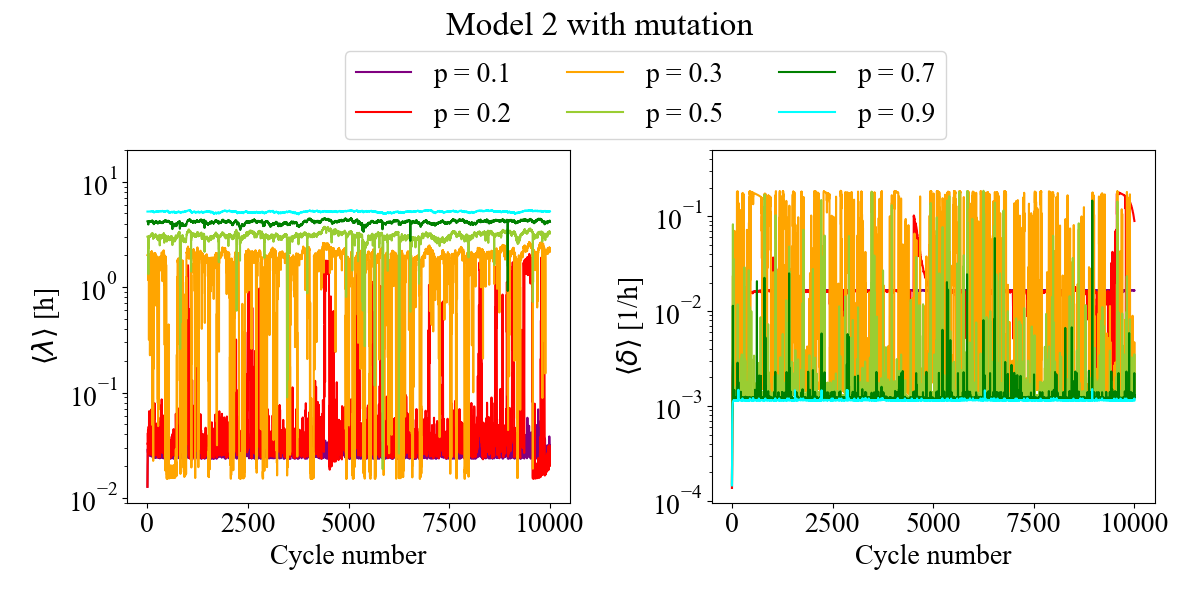 Model 2 with mutation
p = 0.1 p = 0.3 p = 0.7
p = 0.2 p = 0.5 p = 0.9
⟨λ⟩ [h]
10¹
10⁰
10⁻¹
10⁻²
0 2500 5000 7500 10000
Cycle number
⟨δ⟩ [1/h]
10⁻¹
10⁻²
10⁻³
10⁻⁴
0 2500 5000 7500 10000
Cycle number